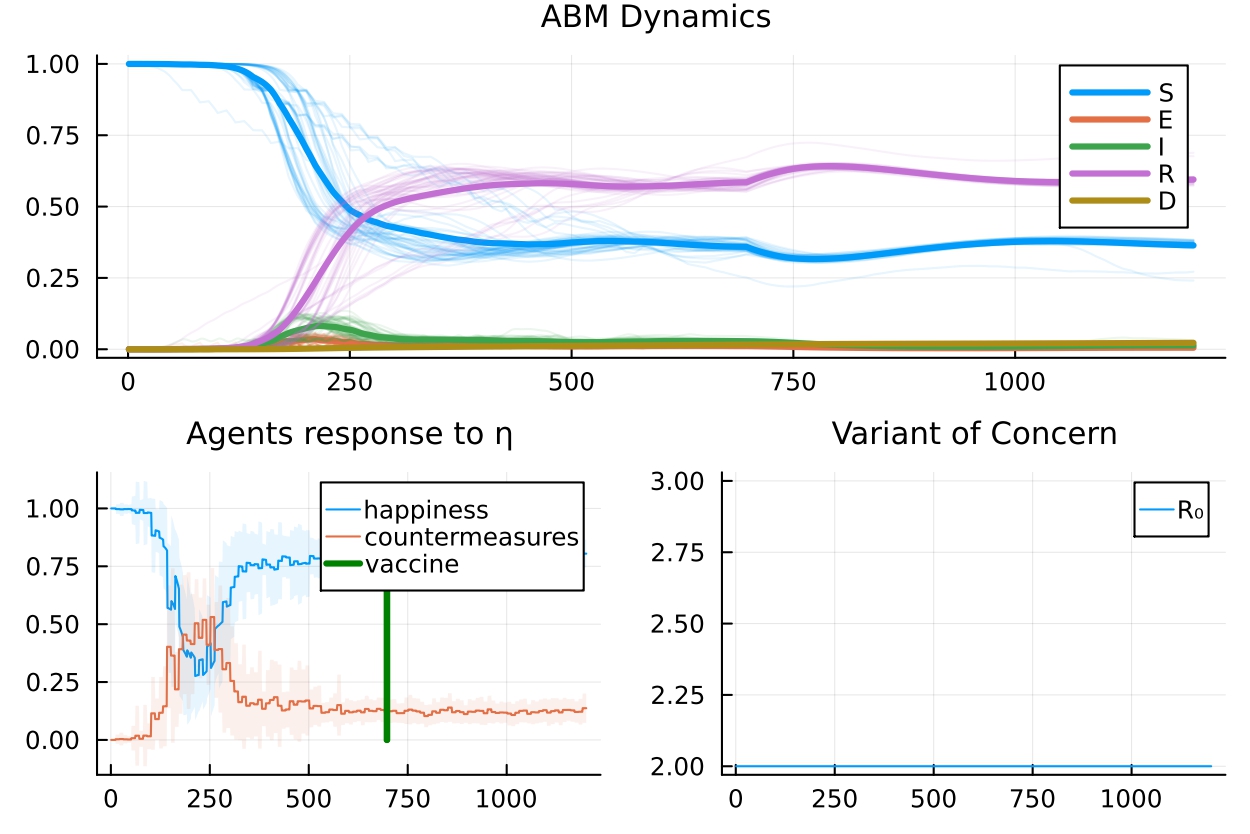 ABM Dynamics
1.00
0.75
0.50
0.25
0.00
0 250 500 750 1000
S
E
I
R
D
Agents response to η
1.00
0.75
0.50
0.25
0.00
0 250 500 750 1000
happiness
countermeasures
vaccine
Variant of Concern
3.00
2.75
2.50
2.25
2.00
0 250 500 750 1000
R₀